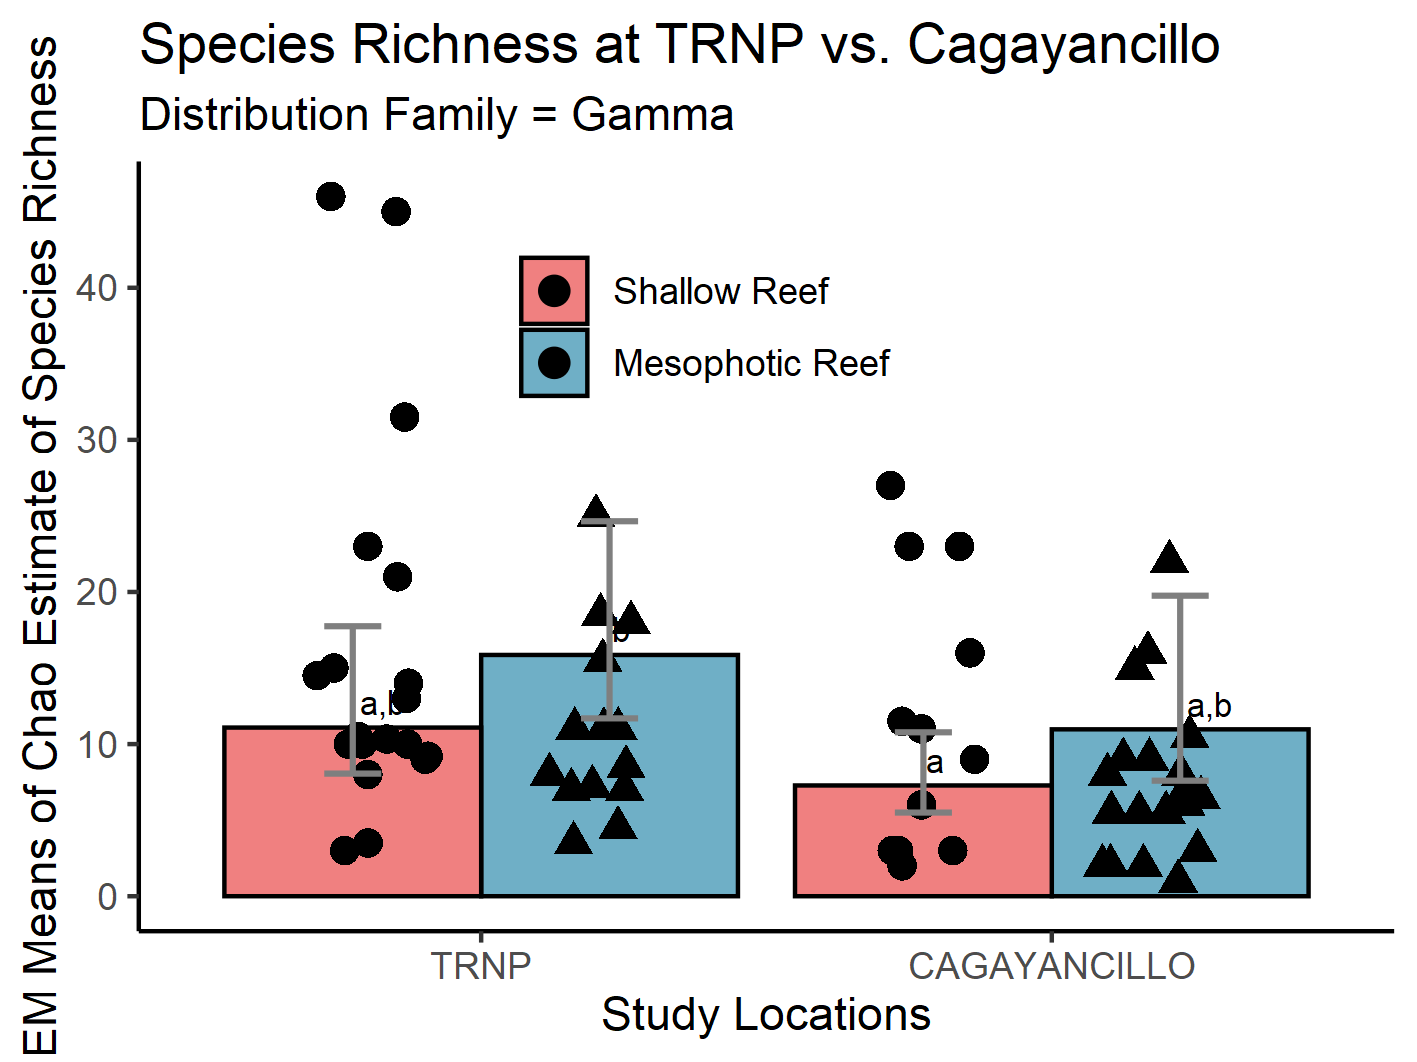 Species Richness at TRNP vs. Cagayancillo
Distribution Family = Gamma
EM Means of Chao Estimate of Species Richness
40
30
20
10
0
Shallow Reef
Mesophotic Reef
a,b
b
a
a,b
TRNP
CAGAYANCILLO
Study Locations